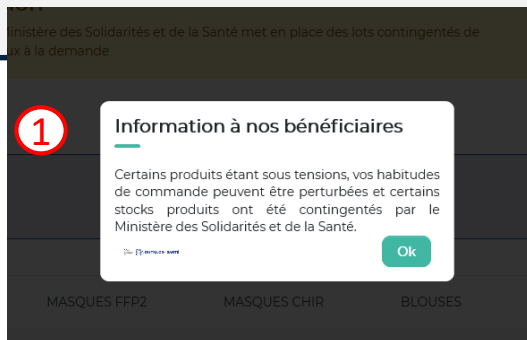 Ministère des Solidarités et de la Santé met en place des lots contingentés de
ux à la demande
1
Information à nos bénéficiaires
Certains produits étant sous tensions, vos habitudes
de commande peuvent être perturbées et certains
stocks produits ont été contingentés par le
Ministère des Solidarités et de la Santé.
Ok
MASQUES FFP2 MASQUES CHIR BLOUSES